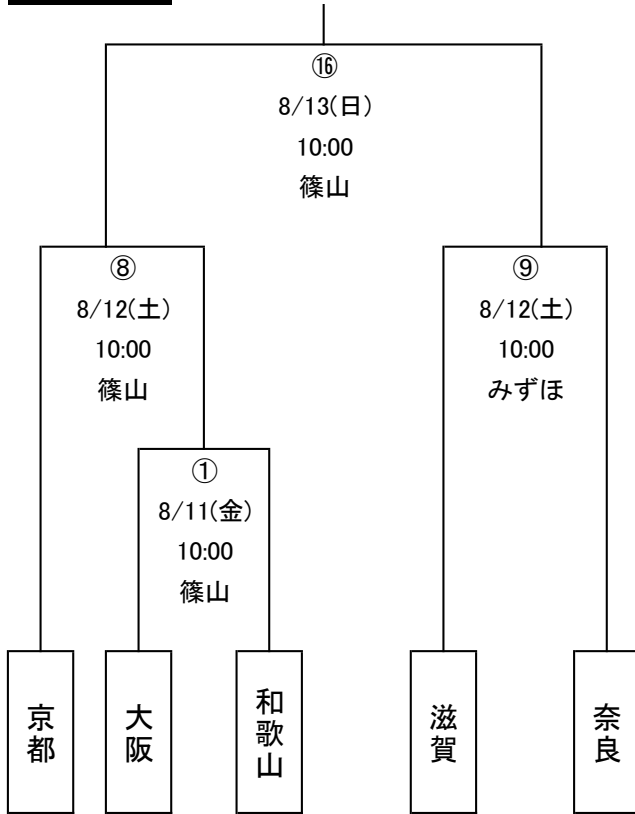 ⑯
8/13(日)
10:00
篠山
⑧
8/12(土)
10:00
篠山
⑨
8/12(土)
10:00
みずほ
①
8/11(金)
10:00
篠山
京都
大阪
和歌山
滋賀
奈良